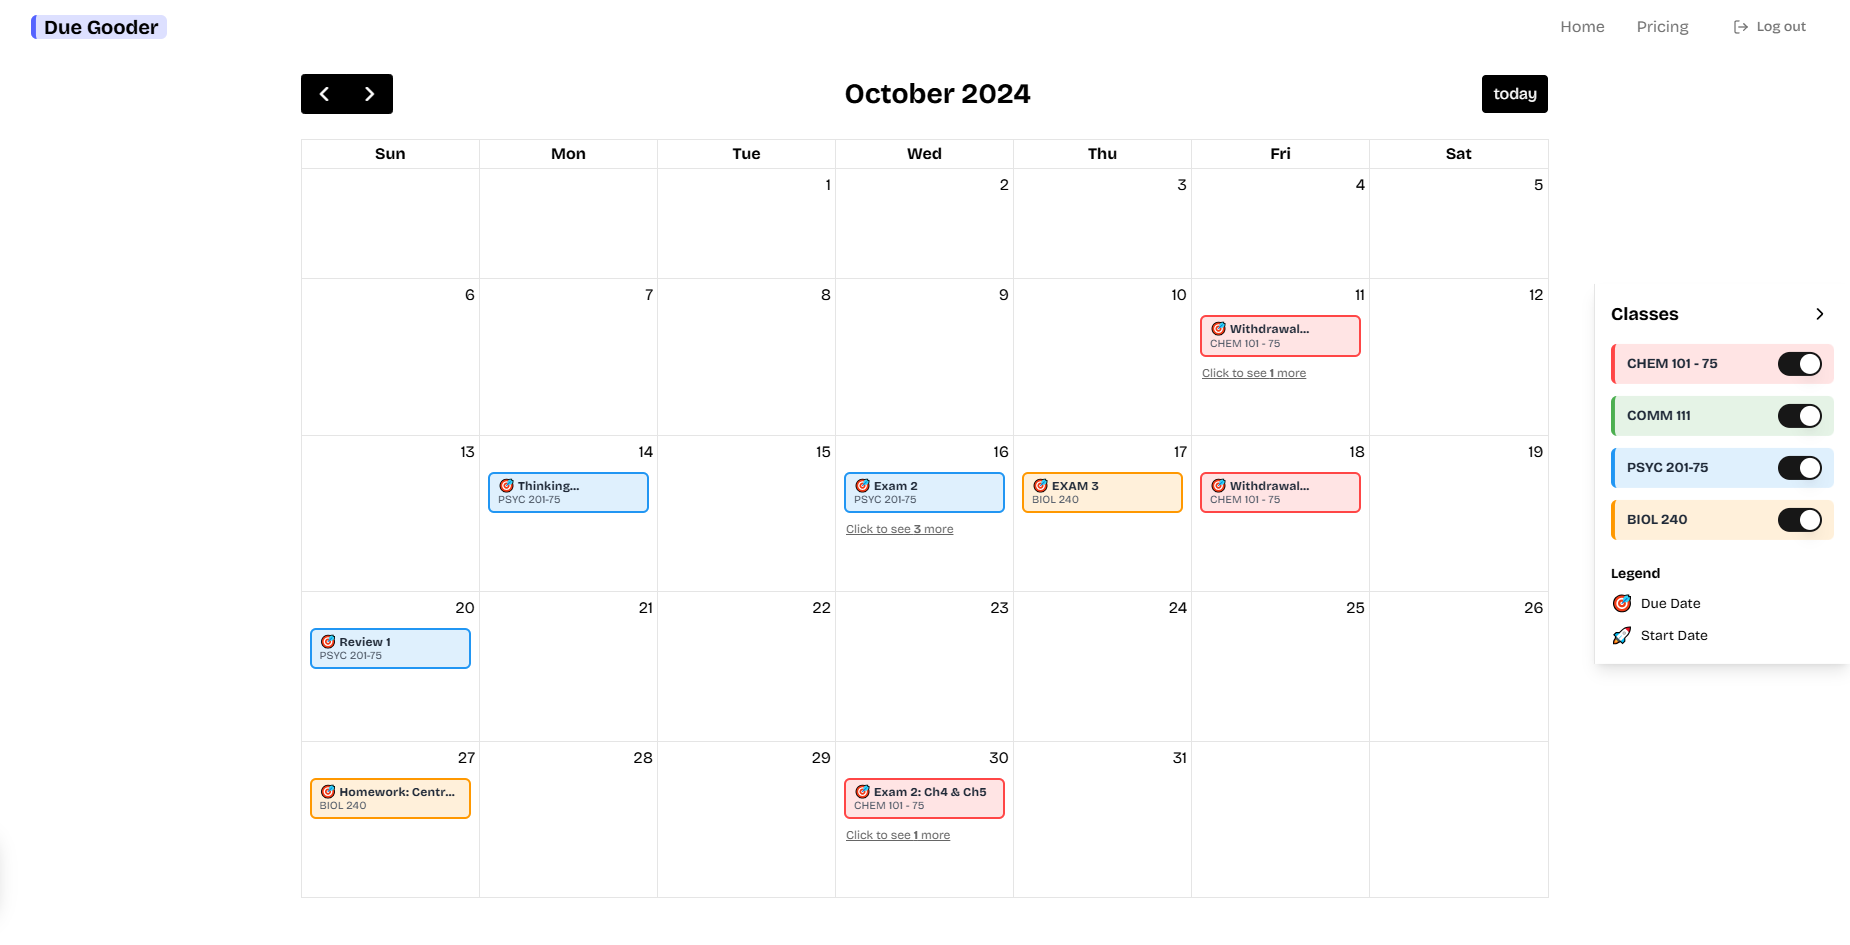 Due Gooder
Home Pricing Log out
October 2024
today
Sun Mon Tue Wed Thu Fri Sat
1 2 3 4 5
6 7 8 9 10 11 12
Withdrawal...
CHEM 101 - 75
Click to see 1 more
13 14 15 16 17 18 19
Thinking...
PSYC 201-75
Exam 2
PSYC 201-75
Click to see 3 more
EXAM 3
BIOL 240
Withdrawal...
CHEM 101 - 75
20 21 22 23 24 25 26
Review 1
PSYC 201-75
27 28 29 30 31
Homework: Centr...
BIOL 240
Exam 2: Ch4 & Ch5
CHEM 101 - 75
Click to see 1 more
Classes
CHEM 101 - 75
COMM 111
PSYC 201-75
BIOL 240
Legend
Due Date
Start Date